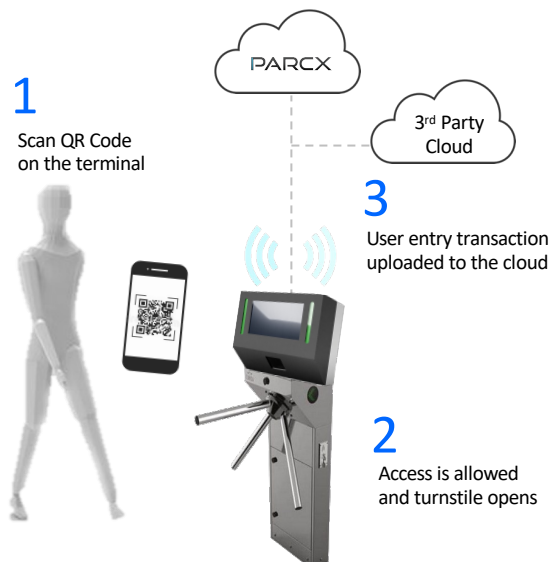 PARCX
1
Scan QR Code
on the terminal
3rd Party
Cloud
3
User entry transaction
uploaded to the cloud
2
Access is allowed
and turnstile opens